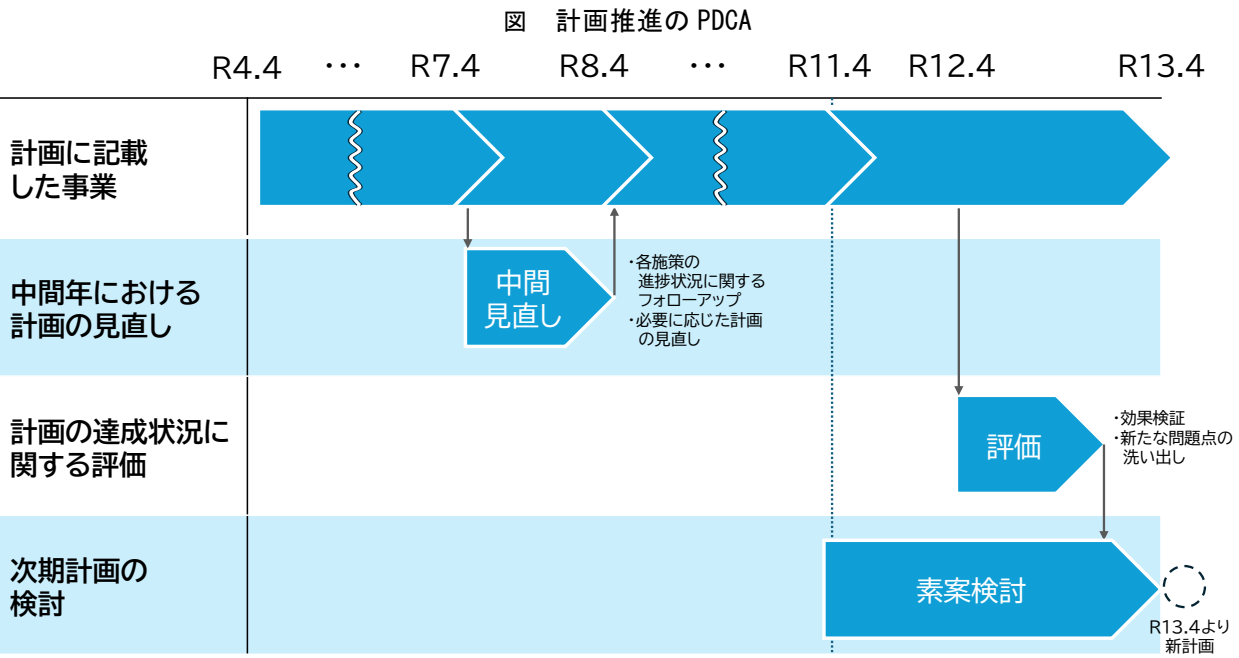 図 計画推進の PDCA
R4.4 ・・・ R7.4 R8.4 ・・・ R11.4 R12.4 R13.4
計画に記載
した事業
中間年における
計画の見直し
中間
見直し
・各施策の
進捗状況に関する
フォローアップ
・必要に応じた計画
の見直し
計画の達成状況に
関する評価
評価
・効果検証
・新たな問題点の
洗い出し
次期計画の
検討
素案検討
R13.4より
新計画